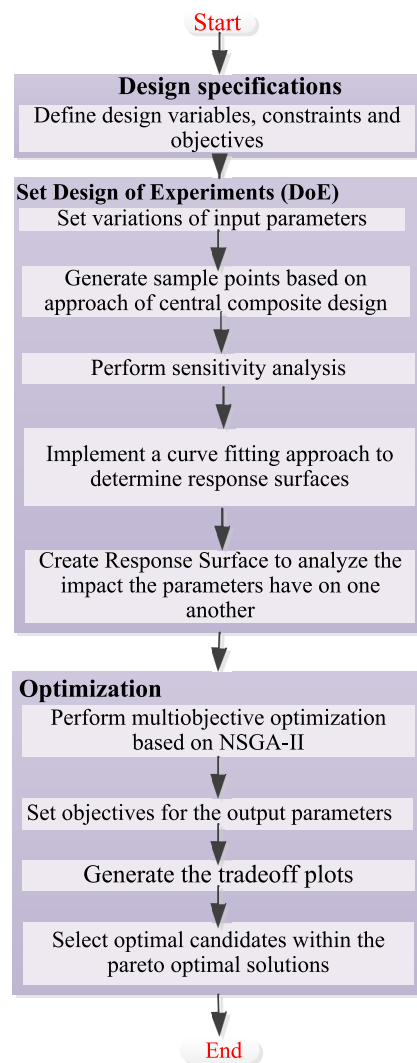 Start
Design specifications
Define design variables, constraints and
objectives
Set Design of Experiments (DoE)
Set variations of input parameters
Generate sample points based on
approach of central composite design
Perform sensitivity analysis
Implement a curve fitting approach to
determine response surfaces
Create Response Surface to analyze the
impact the parameters have on one
another
Optimization
Perform multiobjective optimization
based on NSGA-II
Set objectives for the output parameters
Generate the tradeoff plots
Select optimal candidates within the
pareto optimal solutions
End